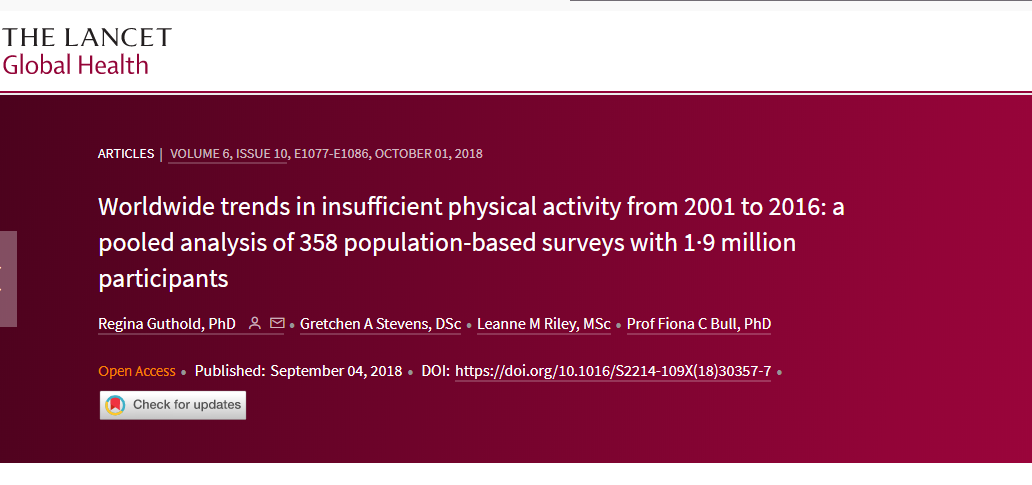 THE LANCET
Global Health
ARTICLES | VOLUME 6, ISSUE 10, E1077-E1086, OCTOBER 01, 2018
Worldwide trends in insufficient physical activity from 2001 to 2016: a
pooled analysis of 358 population-based surveys with 1·9 million
participants
Regina Guthold, PhD • Gretchen A Stevens, DSc • Leanne M Riley, MSc • Prof Fiona C Bull, PhD
Open Access • Published: September 04, 2018 • DOI: https://doi.org/10.1016/S2214-109X(18)30357-7 •
Check for updates